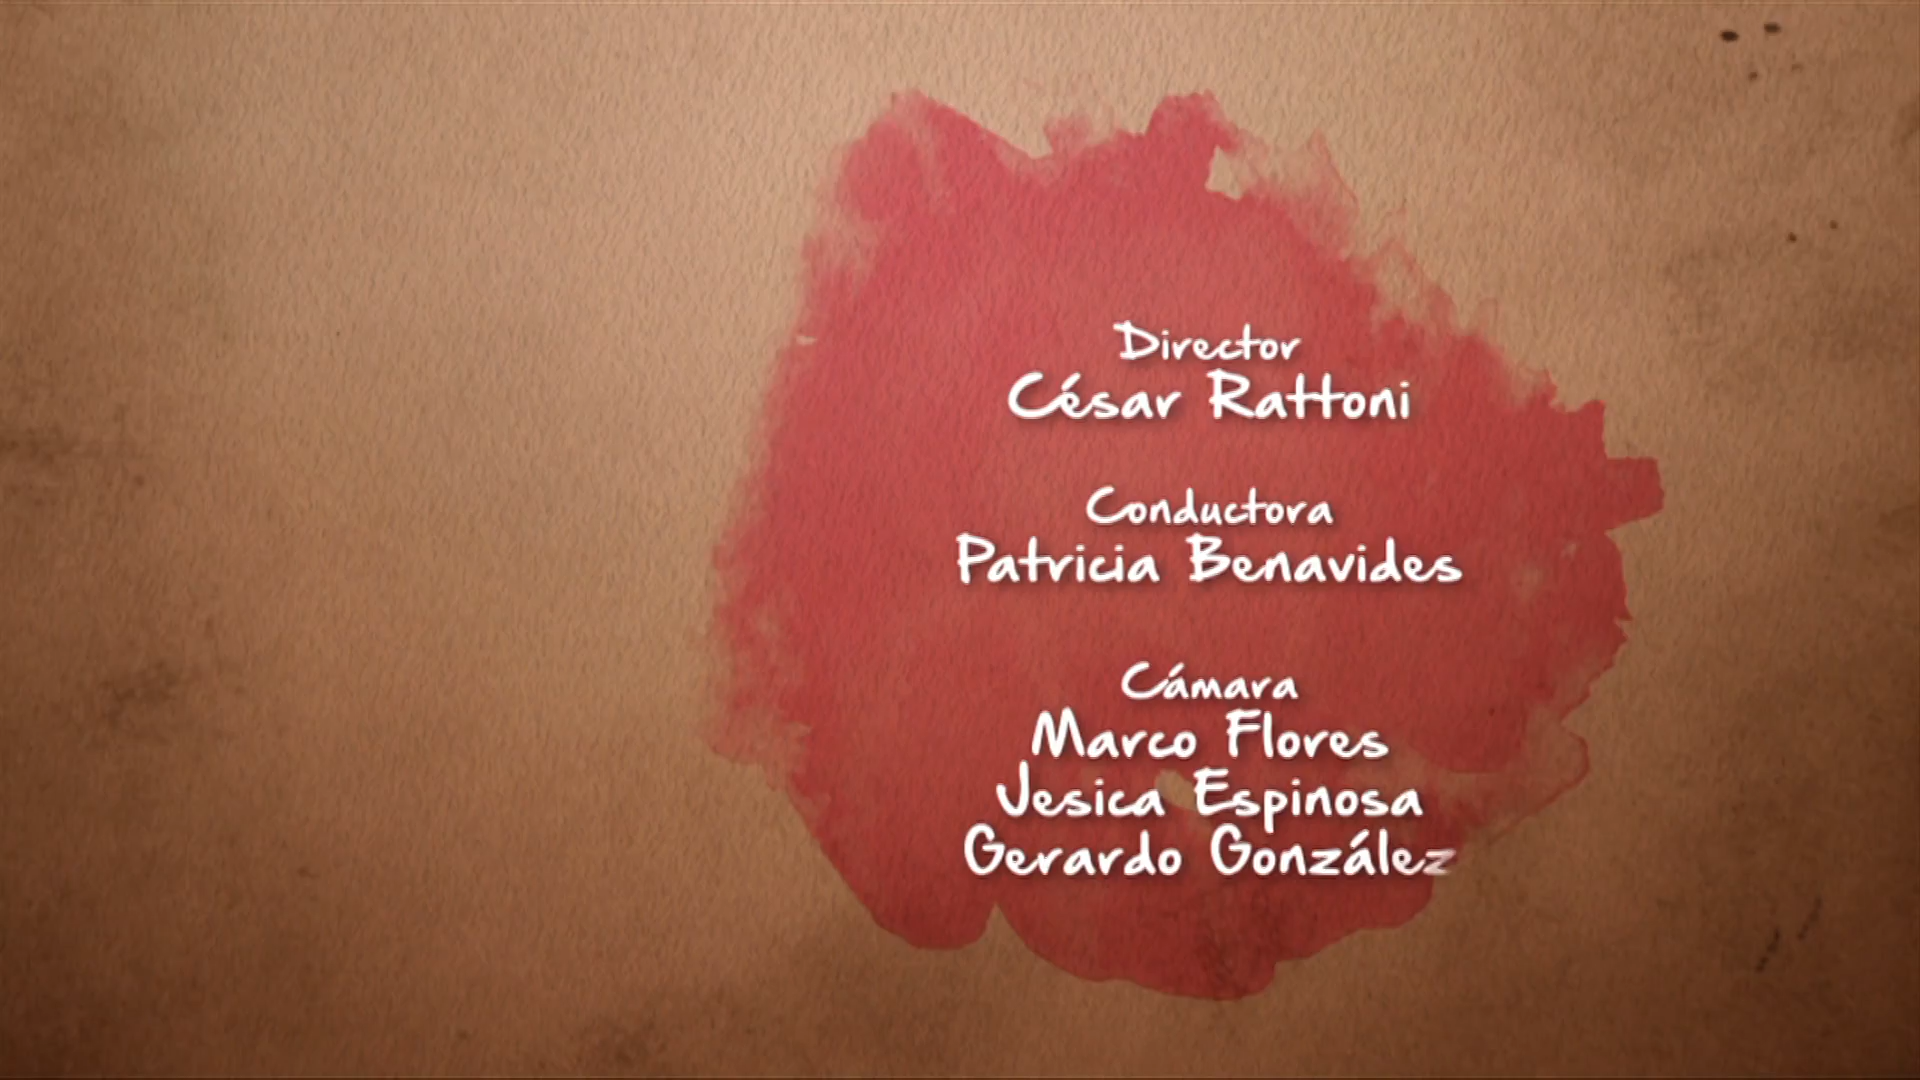 Director
César Rattoni
Conductora
Patricia Benavides
Cámara
Marco Flores
Jesica Espinosa
Gerardo González